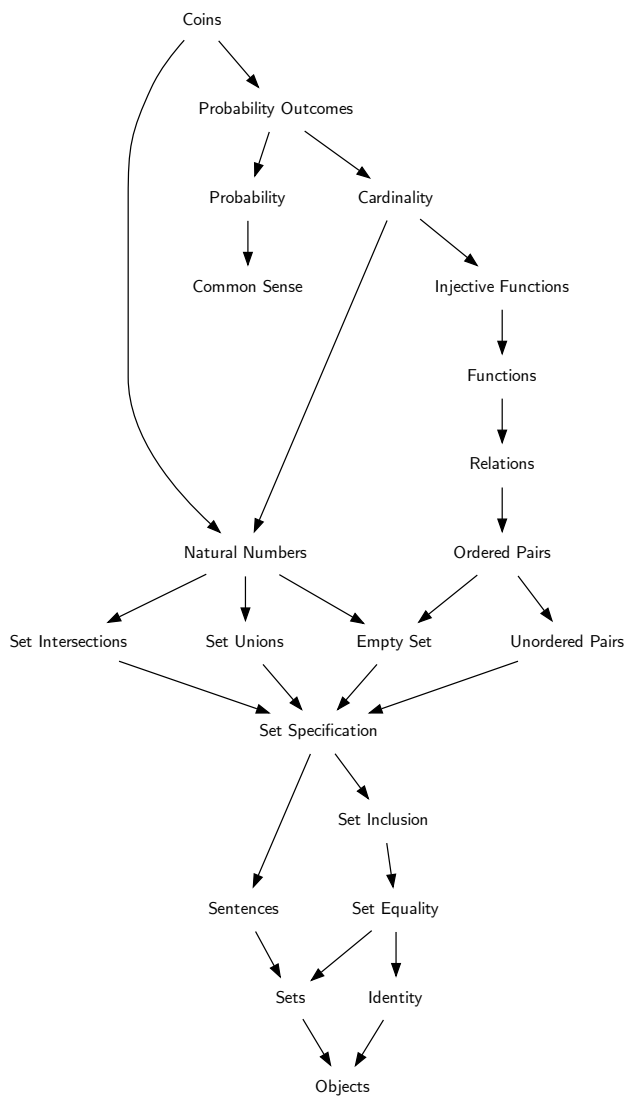 Coins
Probability Outcomes
Probability
Cardinality
Common Sense
Injective Functions
Functions
Relations
Natural Numbers
Ordered Pairs
Set Intersections
Set Unions
Empty Set
Unordered Pairs
Set Specification
Set Inclusion
Sentences
Set Equality
Sets
Identity
Objects